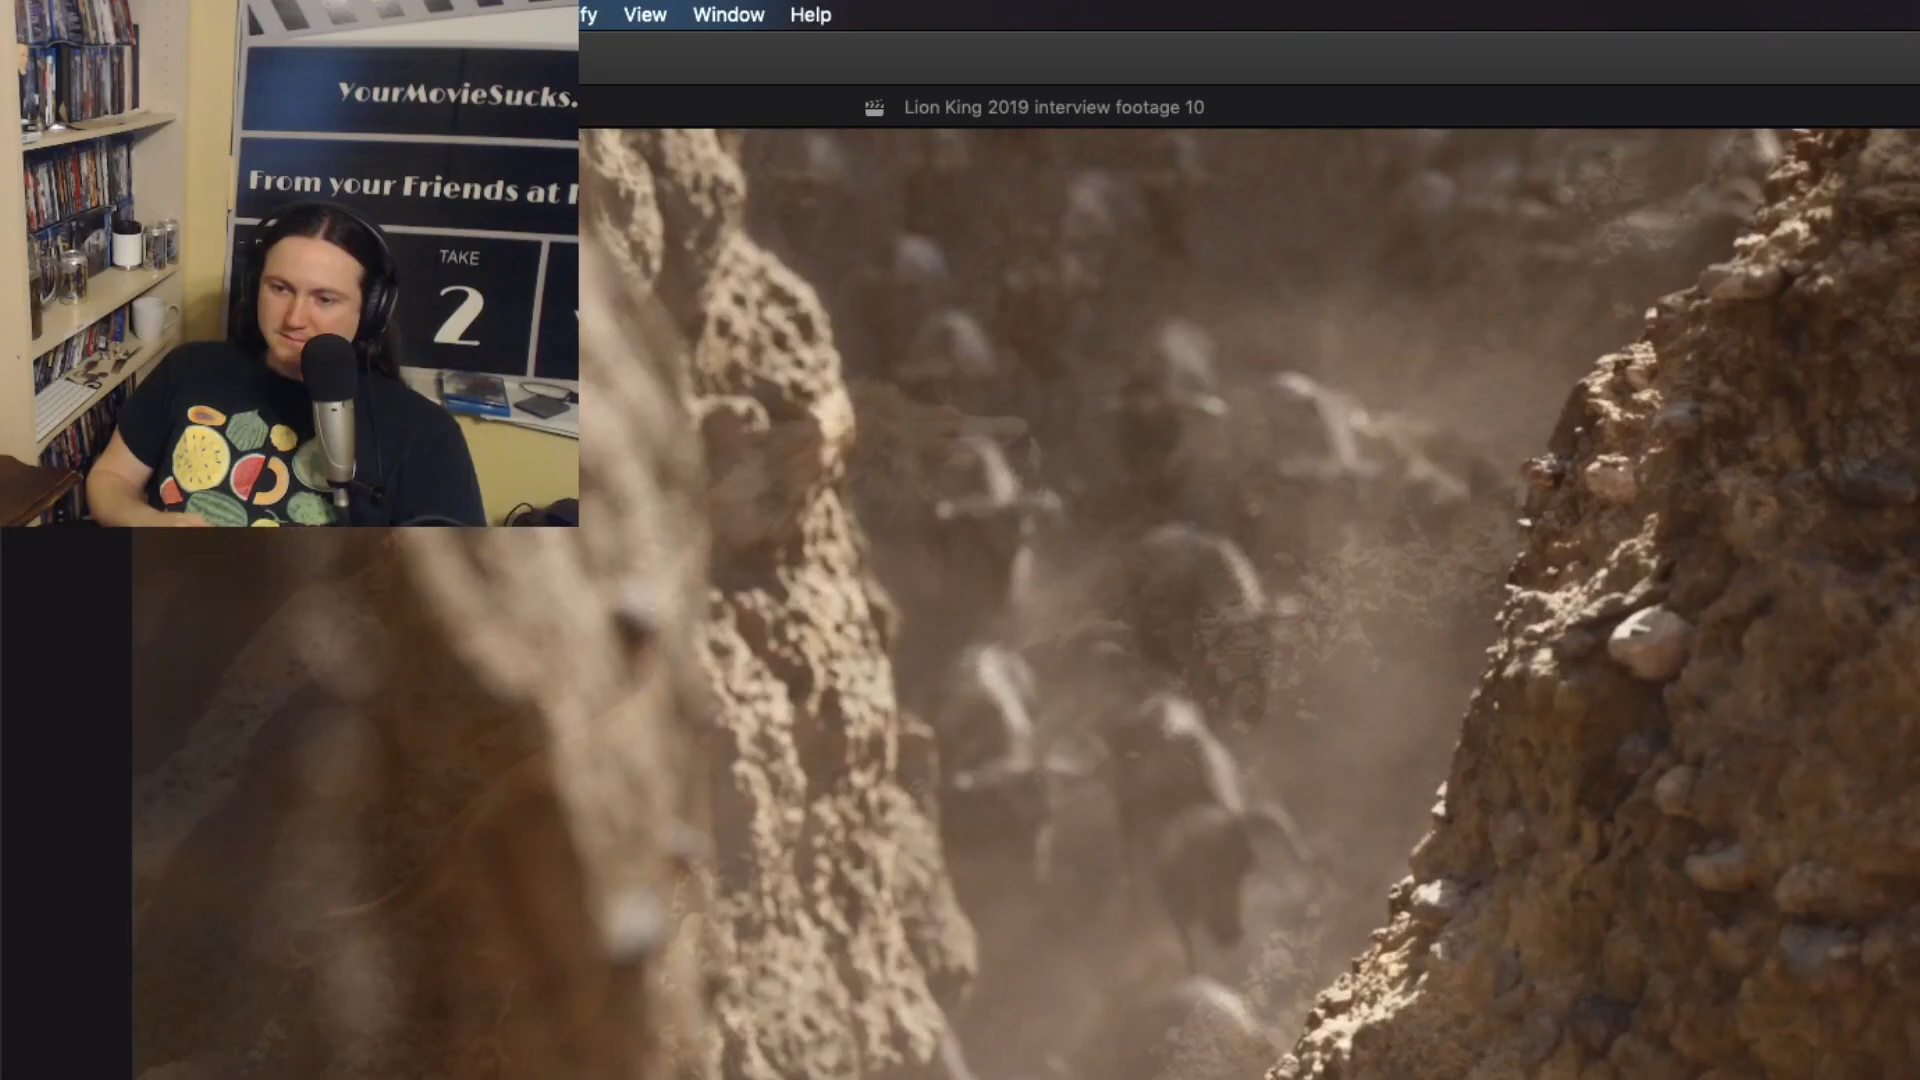 fy View Window Help
Lion King 2019 interview footage 10
YourMovieSucks.
From your Friends at
TAKE
2